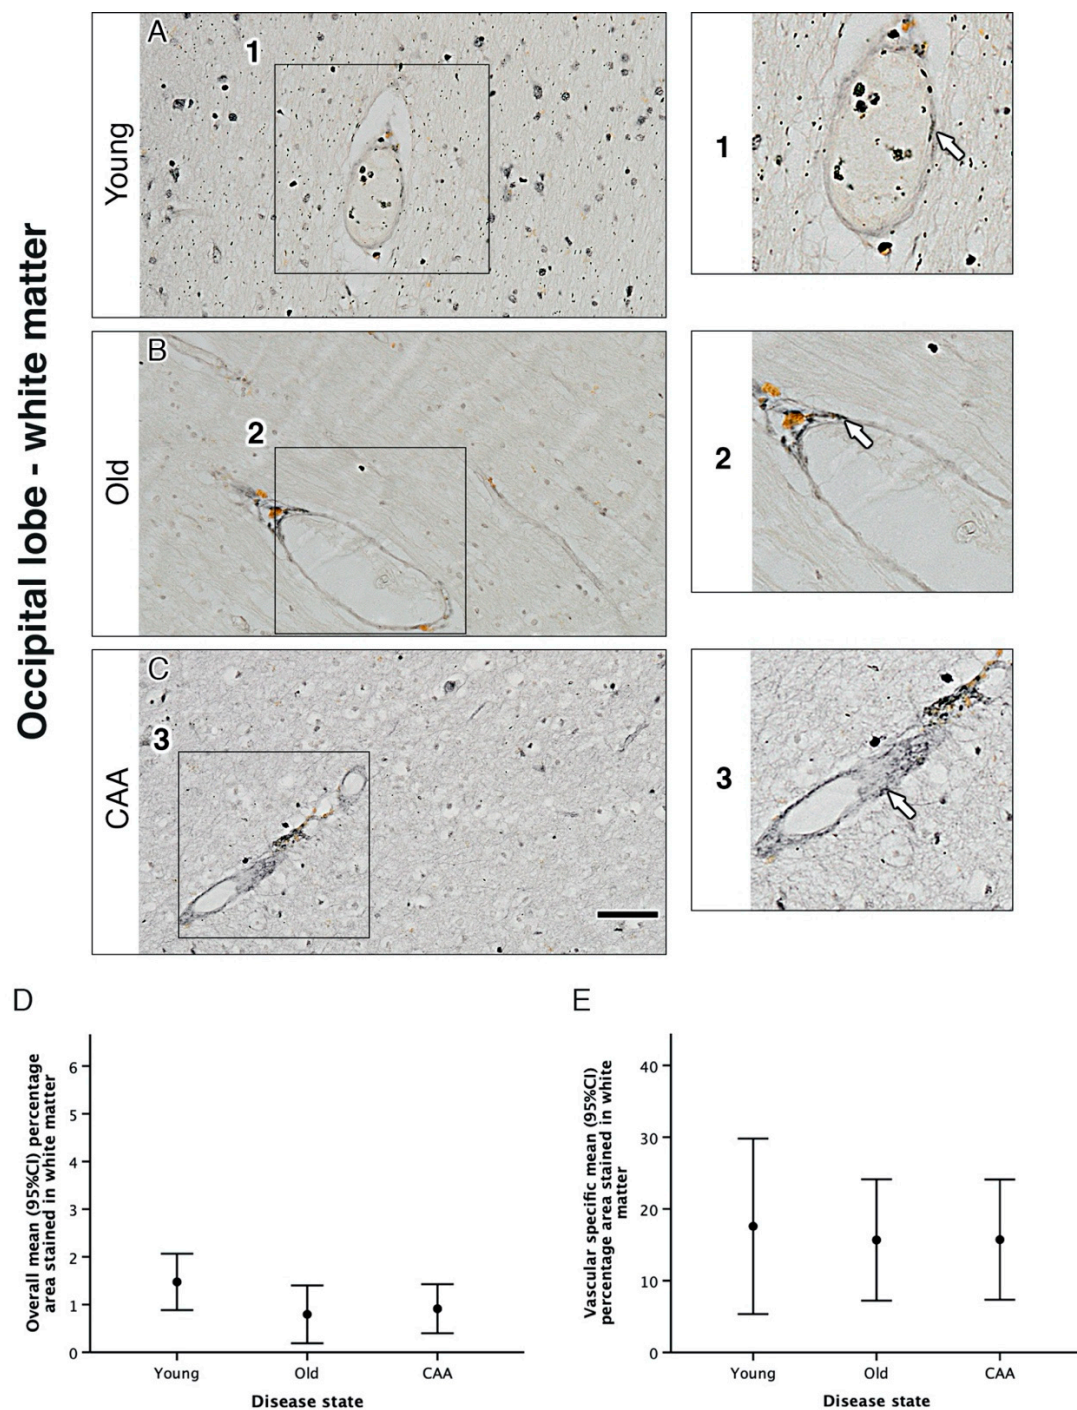 Occipital lobe - white matter
Young
A
1
1
Old
B
2
2
CAA
C
3
3
D
Overall mean (95%CI) percentage
area stained in white matter
6
5
4
3
2
1
0
Young Old CAA
Disease state
E
Vascular specific mean (95%CI)
percentage area stained in white
matter
40
30
20
10
0
Young Old CAA
Disease state